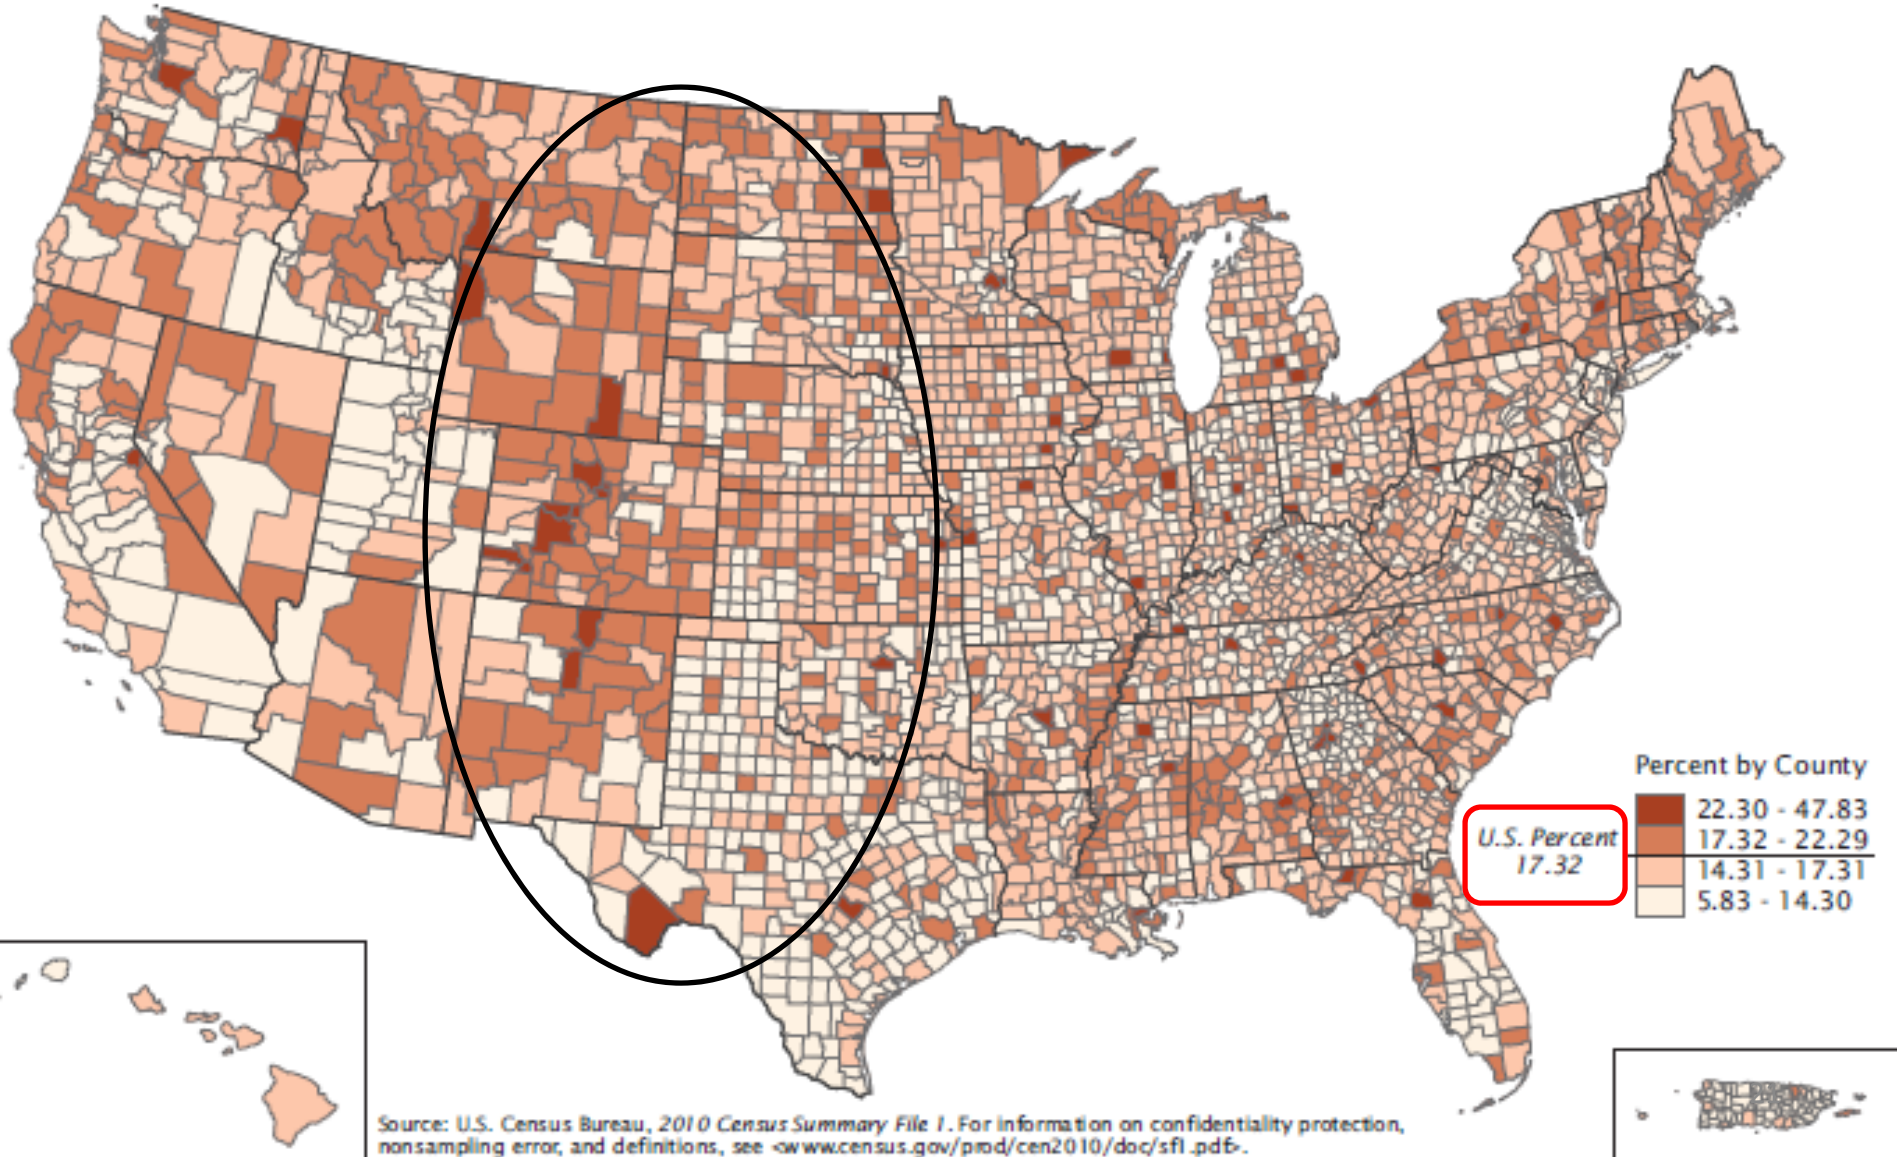 Percent by County
22.30 - 47.83
17.32 - 22.29
14.31 - 17.31
5.83 - 14.30
U.S. Percent
17.32
Source: U.S. Census Bureau, 2010 Census Summary File 1. For information on confidentiality protection,
nonsampling error, and definitions, see <www.census.gov/prod/cen2010/doc/sf1.pdf>.